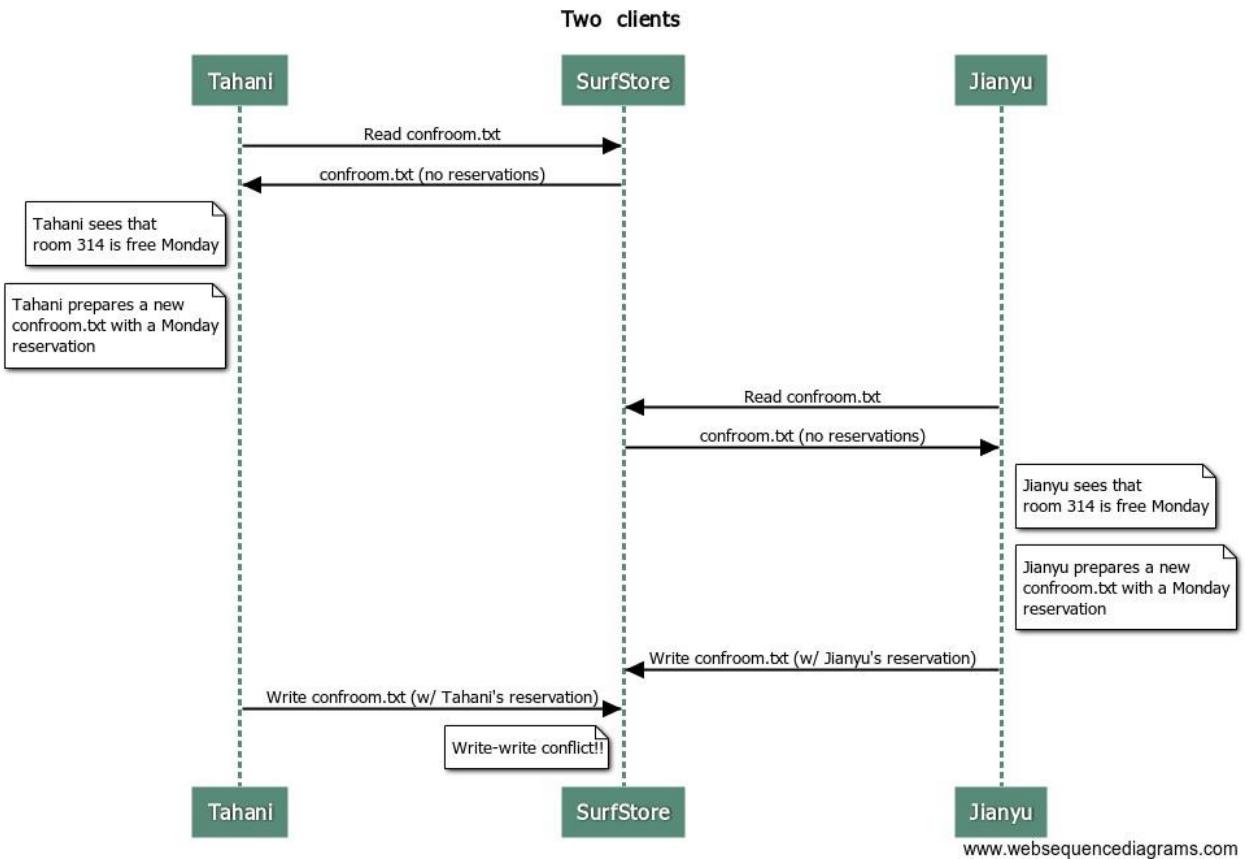 Two clients
Tahani
SurfStore
Jianyu
Read confroom.txt
confroom.txt (no reservations)
Tahani sees that
room 314 is free Monday
Tahani prepares a new
confroom.txt with a Monday
reservation
Read confroom.txt
confroom.txt (no reservations)
Jianyu sees that
room 314 is free Monday
Jianyu prepares a new
confroom.txt with a Monday
reservation
Write confroom.txt (w/ Jianyu's reservation)
Write confroom.txt (w/ Tahani's reservation)
Write-write conflict!!
Tahani
SurfStore
Jianyu
www.websequencediagrams.com